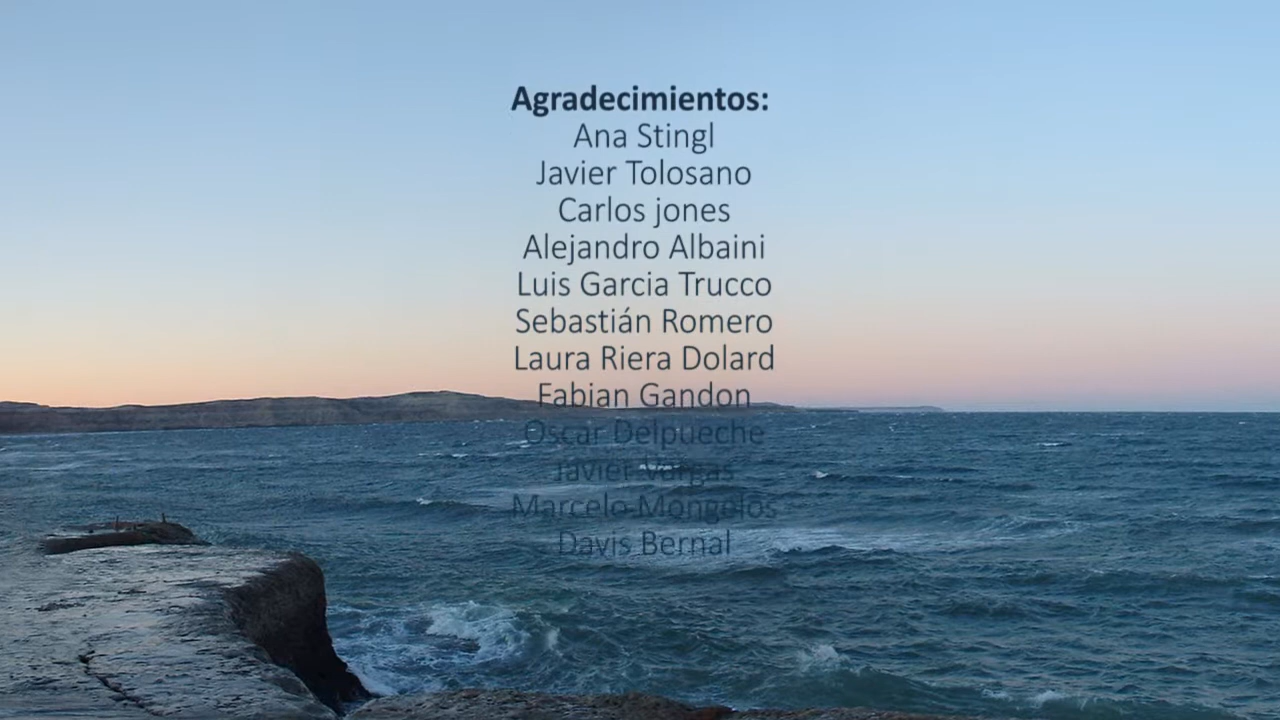 Agradecimientos:
Ana Stingl
Javier Tolosano
Carlos jones
Alejandro Albaini
Luis Garcia Trucco
Sebastián Romero
Laura Riera Dolard
Fabian Gandon
Oscar Delpueche
Javier Vargas
Marcelo Mongelos
Davis Bernal